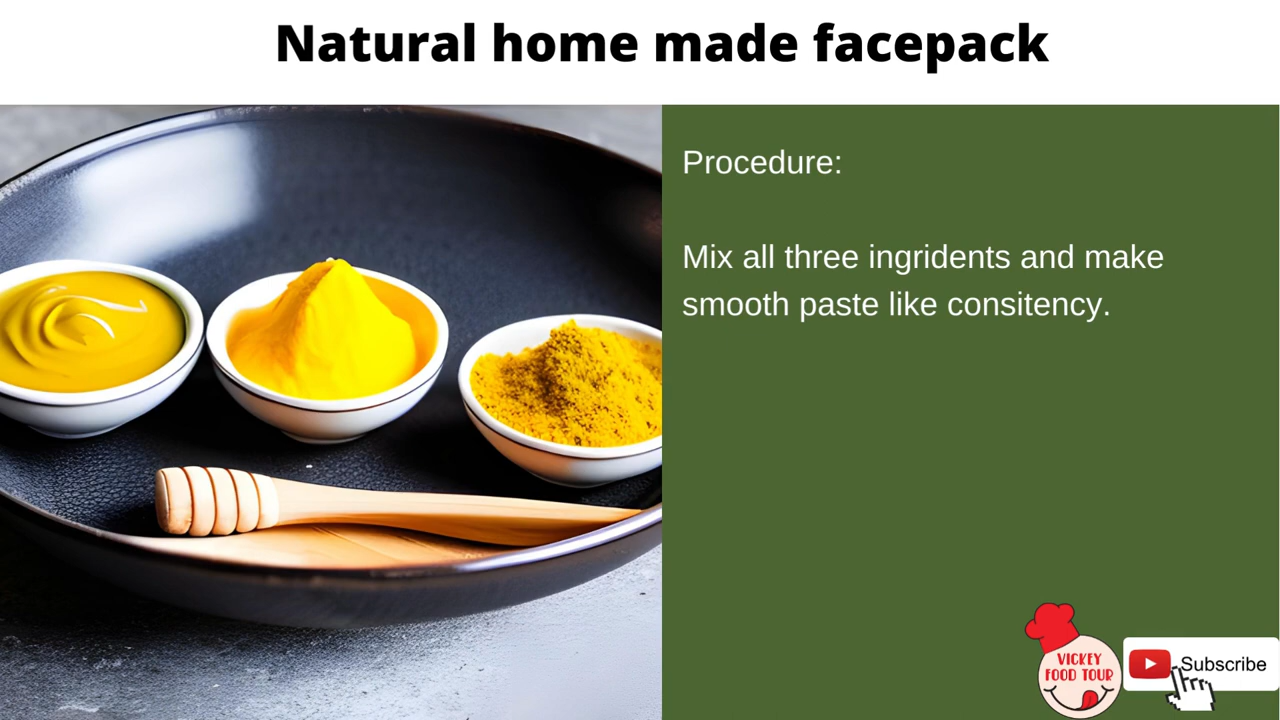 Natural home made facepack
Procedure:
Mix all three ingridents and make
smooth paste like consitency.
VICKEY
FOOD TOUR
Subscribe